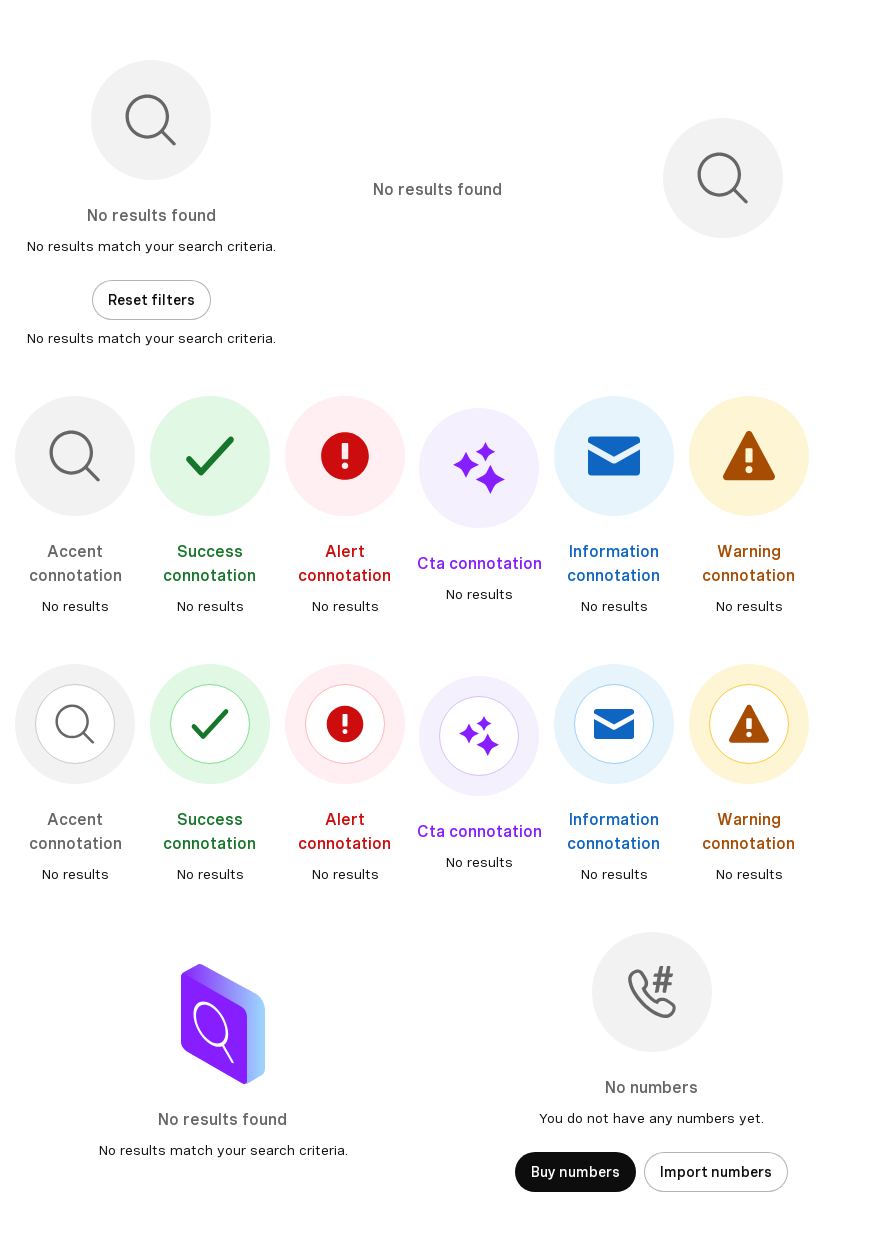 No results found
No results match your search criteria.
Reset filters
No results match your search criteria.
No results found
Accent
connotation
No results
Success
connotation
No results
Alert
connotation
No results
Cta connotation
No results
Information
connotation
No results
Warning
connotation
No results
Accent
connotation
No results
Success
connotation
No results
Alert
connotation
No results
Cta connotation
No results
Information
connotation
No results
Warning
connotation
No results
No results found
No results match your search criteria.
#
No numbers
You do not have any numbers yet.
Buy numbers
Import numbers